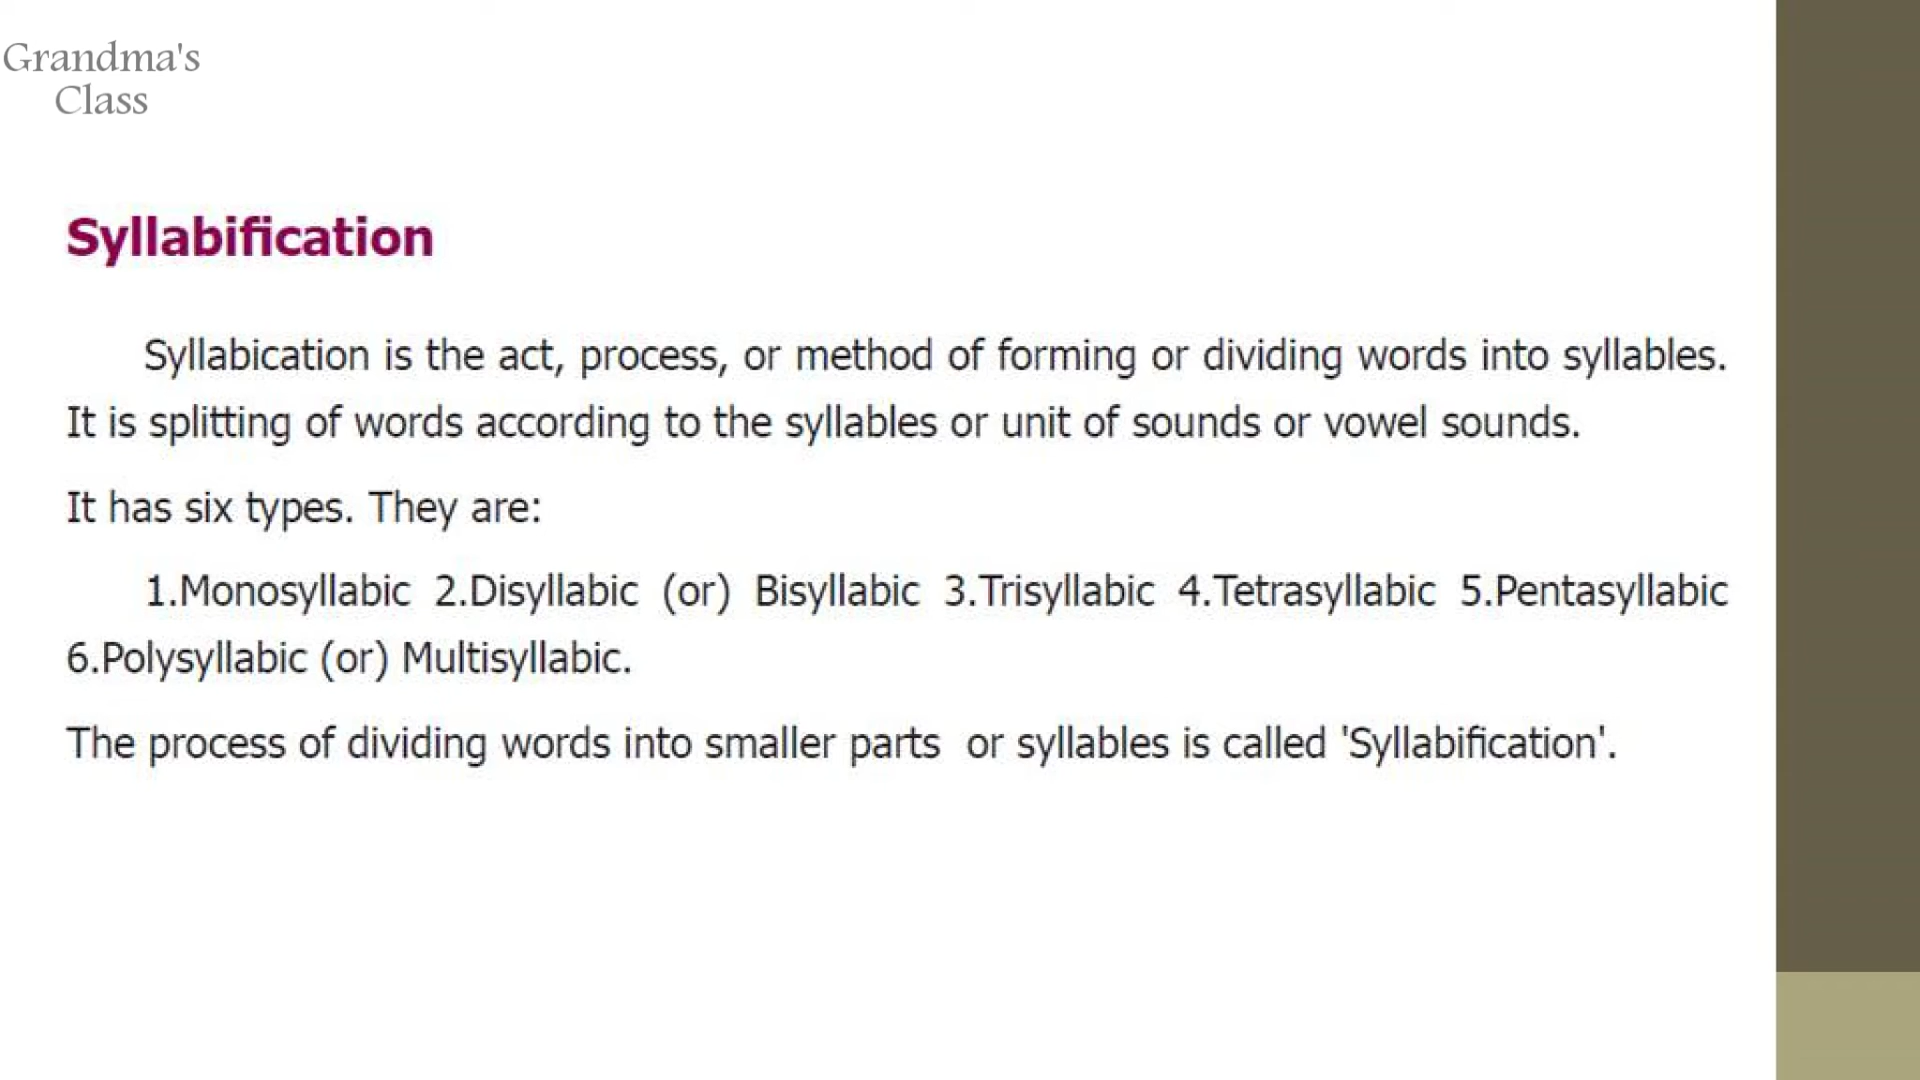 Grandma's
Class
Syllabification
Syllabication is the act, process, or method of forming or dividing words into syllables.
It is splitting of words according to the syllables or unit of sounds or vowel sounds.
It has six types. They are:
1.Monosyllabic 2.Disyllabic (or) Bisyllabic 3.Trisyllabic 4.Tetrasyllabic 5.Pentasyllabic
6.Polysyllabic (or) Multisyllabic.
The process of dividing words into smaller parts or syllables is called 'Syllabification'.